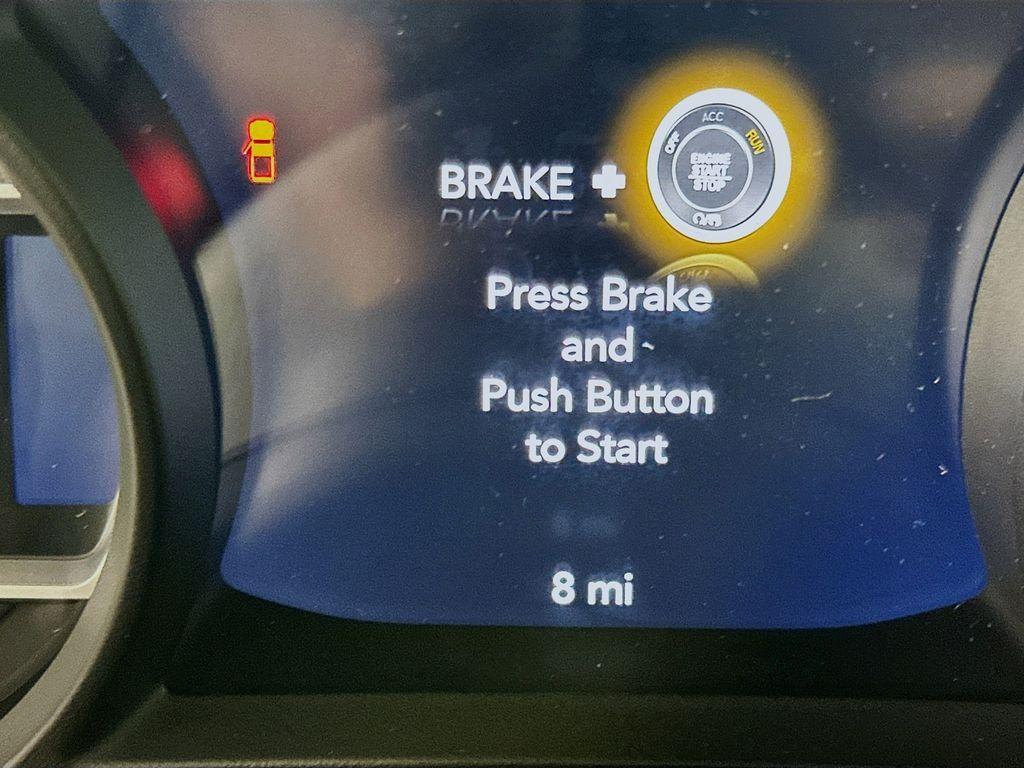 BRAKE +
ACC
OFF
RUN
ENGINE
START
STOP
Press Brake
and
Push Button
to Start
8 mi